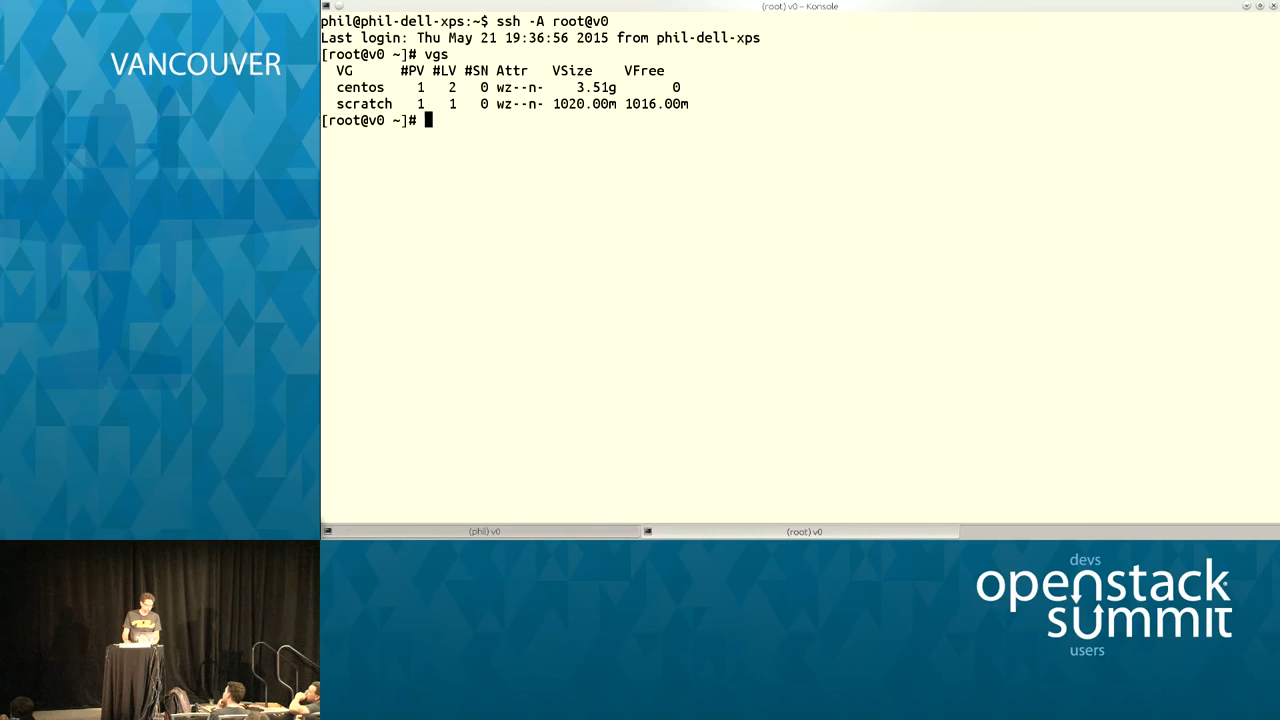 VANCOUVER
(root) v0 – Konsole
phil@phil-dell-xps:~$ ssh -A root@v0
Last login: Thu May 21 19:36:56 2015 from phil-dell-xps
[root@v0 ~]# vgs
VG #PV #LV #SN Attr VSize VFree
centos 1 2 0 wz--n- 3.51g 0
scratch 1 1 0 wz--n- 1020.00m 1016.00m
[root@v0 ~]#
(phil) v0
(root) v0
devs
openstack
summit
users